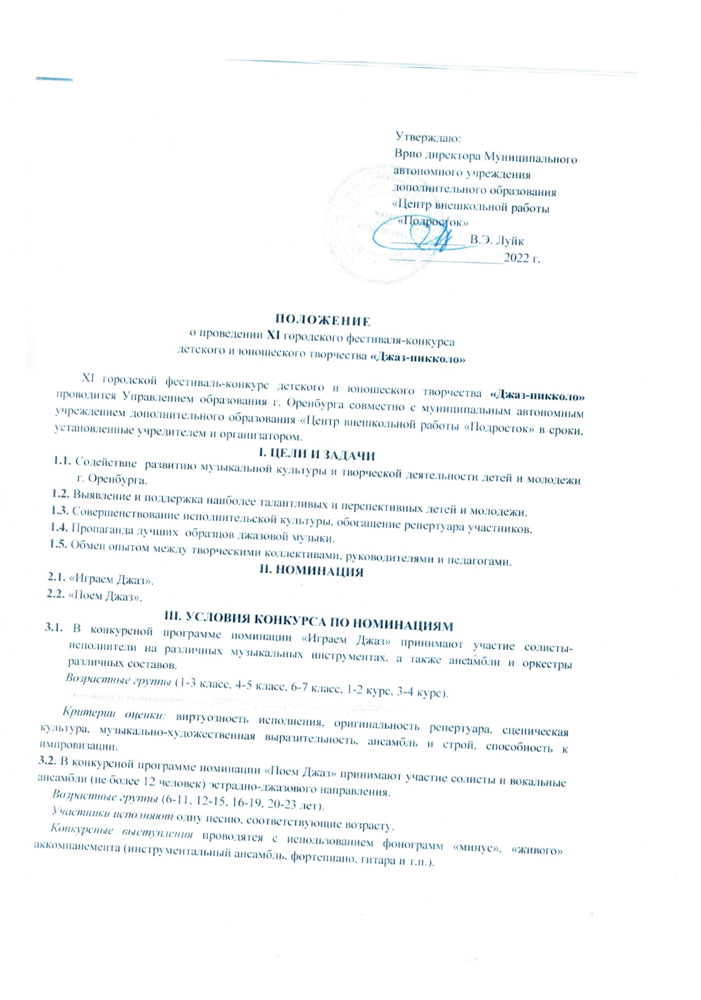 Утверждаю:
Врио директора Муниципального
автономного учреждения
дополнительного образования
«Центр внешкольной работы
«Подросток»
МАУДО
«ЦВР
«ПОДРОСТОК»
____________ В.Э. Луйк
____ _____________2022 г.
ПОЛОЖЕНИЕ
о проведении XI городского фестиваля-конкурса
детского и юношеского творчества «Джаз-пикколо»
XI городской фестиваль-конкурс детского и юношеского творчества «Джаз-пикколо»
проводится Управлением образования г. Оренбурга совместно с муниципальным автономным
учреждением дополнительного образования «Центр внешкольной работы «Подросток» в сроки,
установленные учредителем и организатором.
I. ЦЕЛИ И ЗАДАЧИ
1.1. Содействие развитию музыкальной культуры и творческой деятельности детей и молодежи
г. Оренбурга.
1.2. Выявление и поддержка наиболее талантливых и перспективных детей и молодежи.
1.3. Совершенствование исполнительской культуры, обогащение репертуара участников.
1.4. Пропаганда лучших образцов джазовой музыки.
1.5. Обмен опытом между творческими коллективами, руководителями и педагогами.
II. НОМИНАЦИЯ
2.1. «Играем Джаз».
2.2. «Поем Джаз».
III. УСЛОВИЯ КОНКУРСА ПО НОМИНАЦИЯМ
3.1. В конкурсной программе номинации «Играем Джаз» принимают участие солисты-
исполнители на различных музыкальных инструментах, а также ансамбли и оркестры
различных составов.
Возрастные группы (1-3 класс, 4-5 класс, 6-7 класс, 1-2 курс, 3-4 курс).
Критерии оценки: виртуозность исполнения, оригинальность репертуара, сценическая
культура, музыкально-художественная выразительность, ансамбль и строй, способность к
импровизации.
3.2. В конкурсной программе номинации «Поем Джаз» принимают участие солисты и вокальные
ансамбли (не более 12 человек) эстрадно-джазового направления.
Возрастные группы (6-11, 12-15, 16-19, 20-23 лет).
Участники исполняют одну песню, соответствующие возрасту.
Конкурсные выступления проводятся с использованием фонограмм «минус», «живого»
аккомпанемента (инструментальный ансамбль, фортепиано, гитара и т.п.).